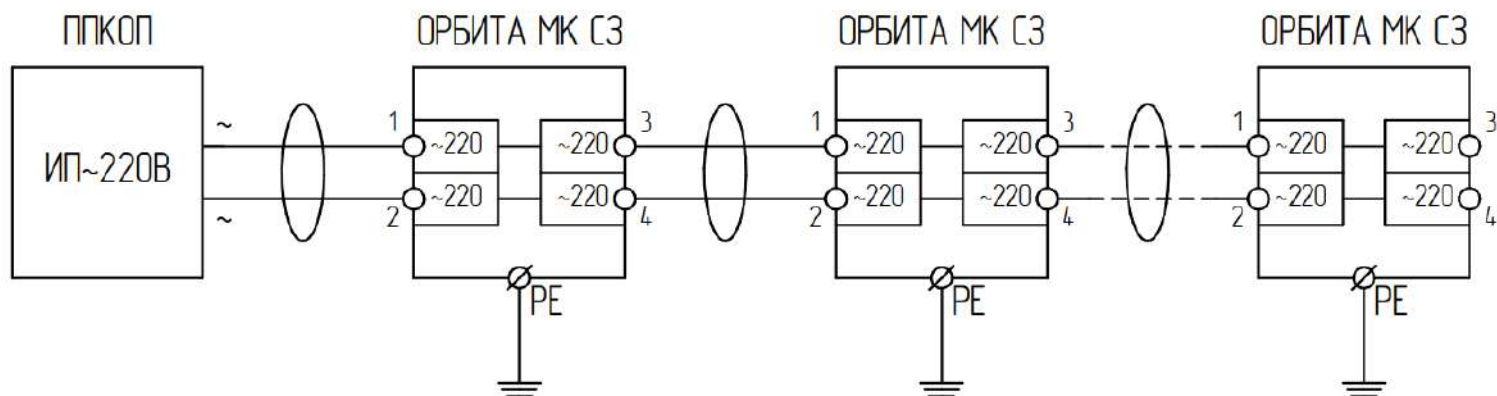 ППКОП ОРБИТА МК С3 ОРБИТА МК С3 ОРБИТА МК С3
~ 1 3 1 3 1 3
ИП~220В ~220 ~220 ~220 ~220 ~220 ~220
~220 ~220 ~220 ~220 ~220 ~220
~ 2 4 2 4 2 4
PE PE PE